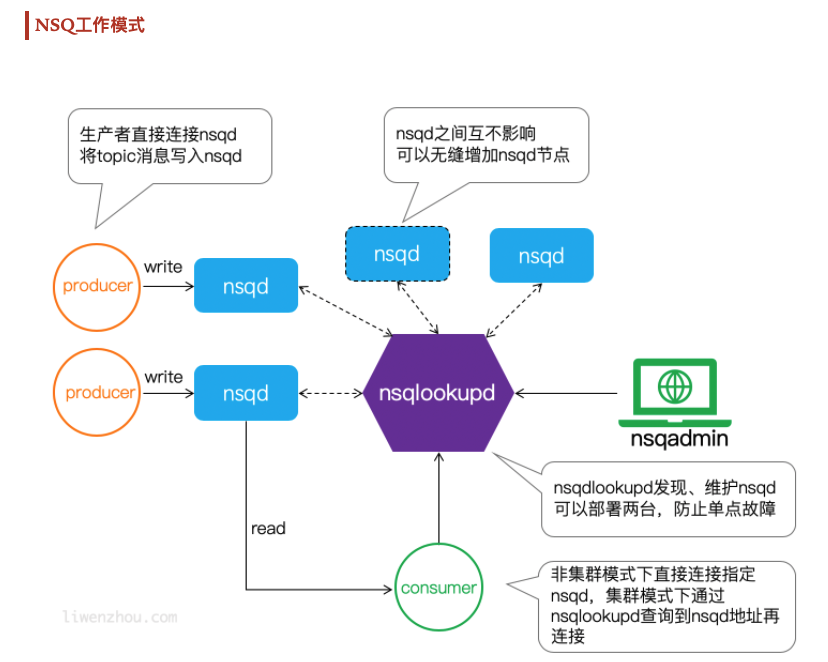 NSQ工作模式
生产者直接连接nsqd
将topic消息写入nsqd
nsqd之间互不影响
可以无缝增加nsqd节点
nsqd
nsqd
producer
write
nsqd
producer
write
nsqd
nsqlookupd
nsqadmin
nsqdlookupd发现、维护nsqd
可以部署两台，防止单点故障
read
consumer
非集群模式下直接连接指定
nsqd，集群模式下通过
nsqlookupd查询到nsqd地址再
连接
liwenzhou.com